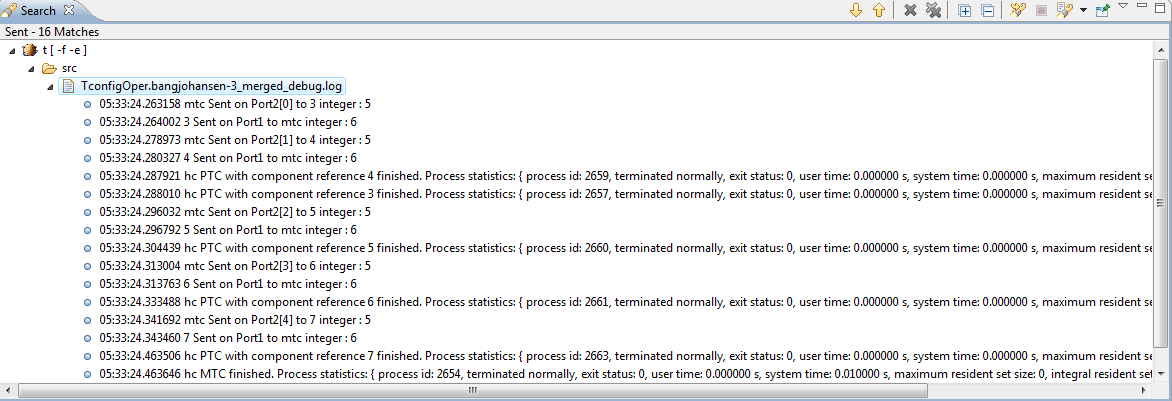 Search
Sent - 16 Matches
t [ -f -e ]
src
TconfigOper.bangjohansen-3_merged_debug.log
05:33:24.263158 mtc Sent on Port2[0] to 3 integer : 5
05:33:24.264002 3 Sent on Port1 to mtc integer : 6
05:33:24.278973 mtc Sent on Port2[1] to 4 integer : 5
05:33:24.280327 4 Sent on Port1 to mtc integer : 6
05:33:24.287921 hc PTC with component reference 4 finished. Process statistics: { process id: 2659, terminated normally, exit status: 0, user time: 0.000000 s, system time: 0.000000 s, maximum resident se
05:33:24.288010 hc PTC with component reference 3 finished. Process statistics: { process id: 2657, terminated normally, exit status: 0, user time: 0.000000 s, system time: 0.000000 s, maximum resident se
05:33:24.296032 mtc Sent on Port2[2] to 5 integer : 5
05:33:24.296792 5 Sent on Port1 to mtc integer : 6
05:33:24.304439 hc PTC with component reference 5 finished. Process statistics: { process id: 2660, terminated normally, exit status: 0, user time: 0.000000 s, system time: 0.000000 s, maximum resident se
05:33:24.313004 mtc Sent on Port2[3] to 6 integer : 5
05:33:24.313763 6 Sent on Port1 to mtc integer : 6
05:33:24.333488 hc PTC with component reference 6 finished. Process statistics: { process id: 2661, terminated normally, exit status: 0, user time: 0.000000 s, system time: 0.000000 s, maximum resident se
05:33:24.341692 mtc Sent on Port2[4] to 7 integer : 5
05:33:24.343460 7 Sent on Port1 to mtc integer : 6
05:33:24.463506 hc PTC with component reference 7 finished. Process statistics: { process id: 2663, terminated normally, exit status: 0, user time: 0.000000 s, system time: 0.000000 s, maximum resident se
05:33:24.463646 hc MTC finished. Process statistics: { process id: 2654, terminated normally, exit status: 0, user time: 0.000000 s, system time: 0.010000 s, maximum resident set size: 0, integral resident set